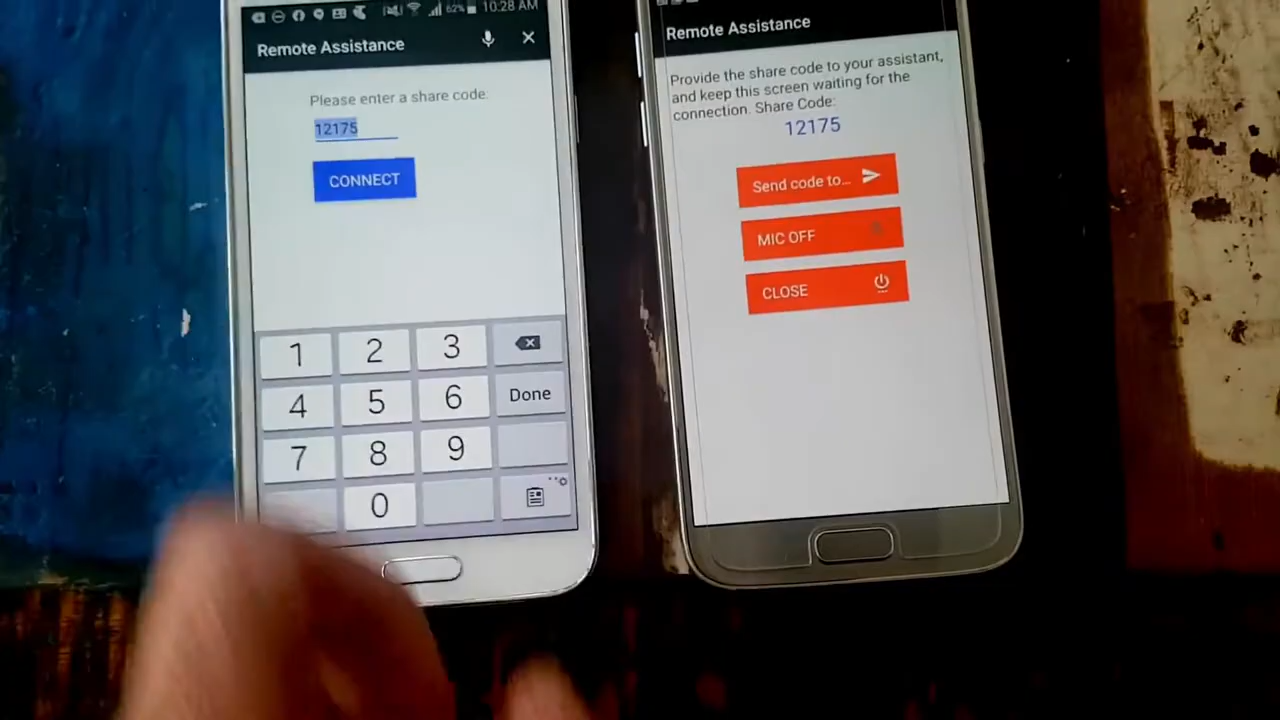 62% 10:28 AM
Remote Assistance
Please enter a share code:
12175
CONNECT
1 2 3
4 5 6 Done
7 8 9
0
Remote Assistance
Provide the share code to your assistant,
and keep this screen waiting for the
connection. Share Code:
12175
Send code to...
MIC OFF
CLOSE